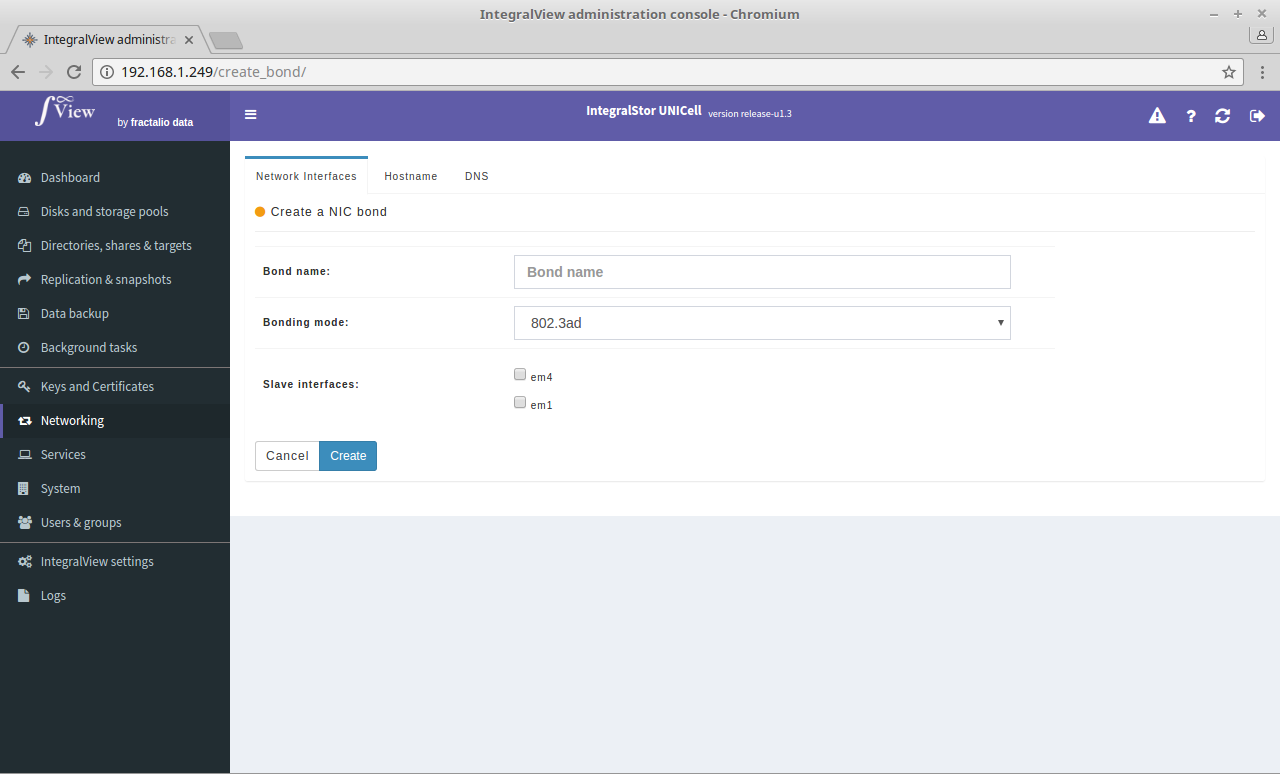 IntegralView administration console - Chromium
IntegralView administra
192.168.1.249/create_bond/
∫∞View by fractalio data
IntegralStor UNICell version release-u1.3
?
Dashboard
Disks and storage pools
Directories, shares & targets
Replication & snapshots
Data backup
Background tasks
Keys and Certificates
Networking
Services
System
Users & groups
IntegralView settings
Logs
Network Interfaces Hostname DNS
Create a NIC bond
Bond name: Bond name
Bonding mode: 802.3ad
Slave interfaces:
em4
em1
Cancel Create